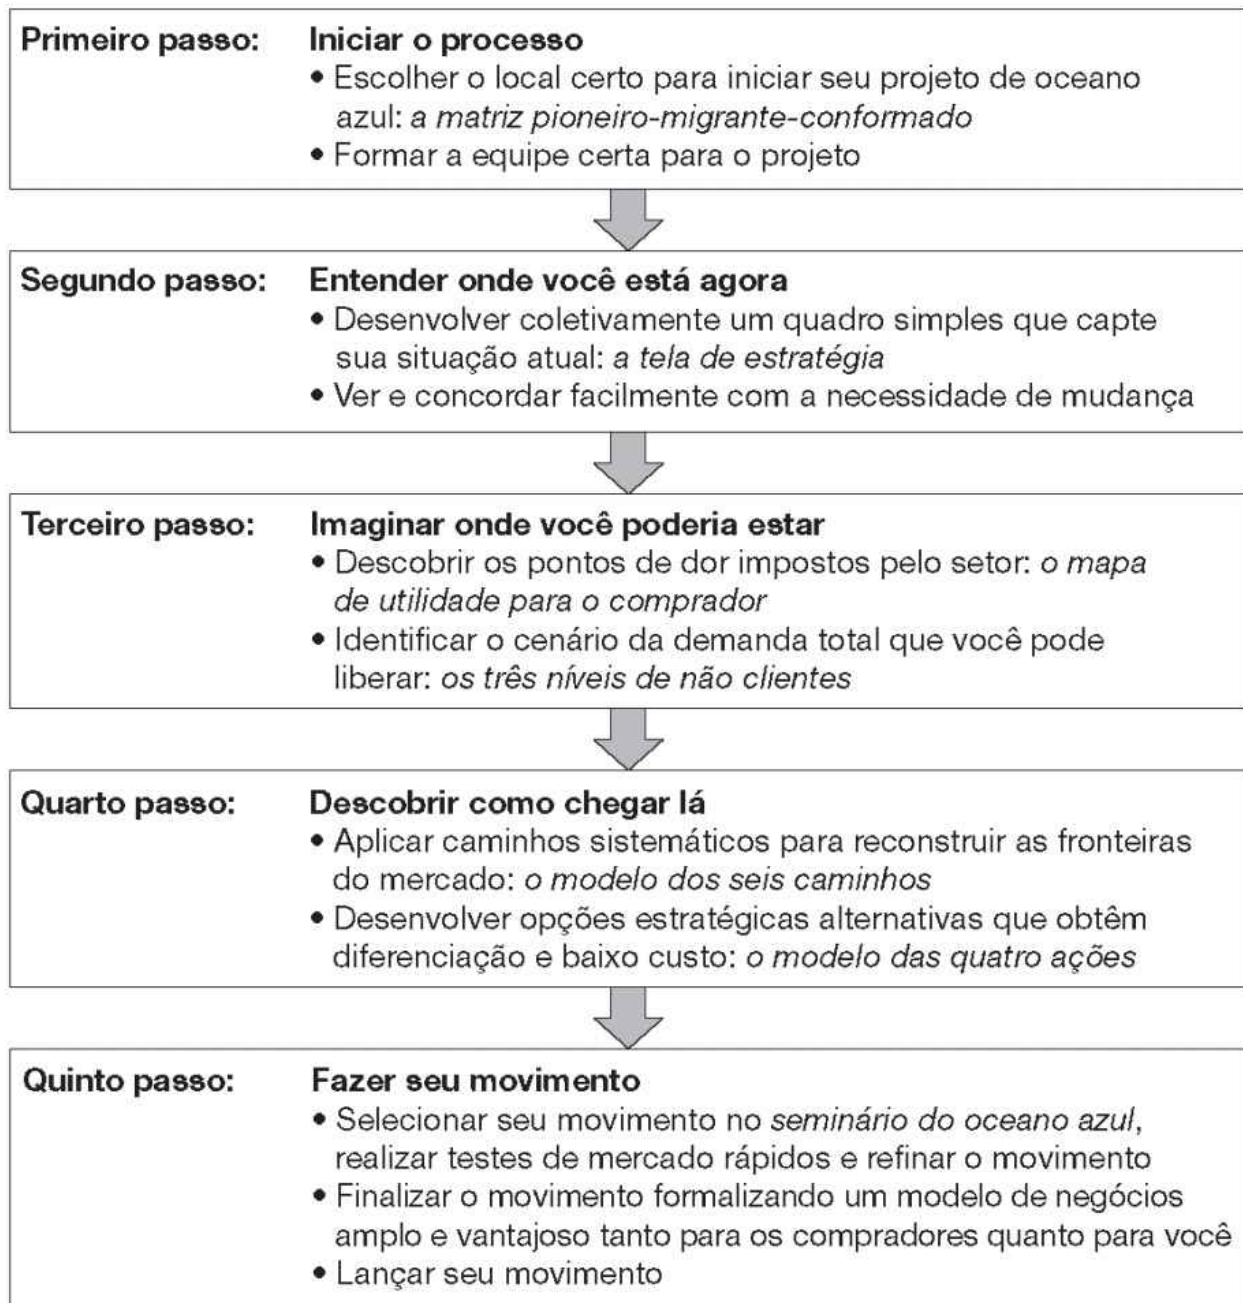 Primeiro passo: Iniciar o processo
• Escolher o local certo para iniciar seu projeto de oceano
azul: a matriz pioneiro-migrante-conformado
• Formar a equipe certa para o projeto
Segundo passo: Entender onde você está agora
• Desenvolver coletivamente um quadro simples que capte
sua situação atual: a tela de estratégia
• Ver e concordar facilmente com a necessidade de mudança
Terceiro passo: Imaginar onde você poderia estar
• Descobrir os pontos de dor impostos pelo setor: o mapa
de utilidade para o comprador
• Identificar o cenário da demanda total que você pode
liberar: os três níveis de não clientes
Quarto passo: Descobrir como chegar lá
• Aplicar caminhos sistemáticos para reconstruir as fronteiras
do mercado: o modelo dos seis caminhos
• Desenvolver opções estratégicas alternativas que obtêm
diferenciação e baixo custo: o modelo das quatro ações
Quinto passo: Fazer seu movimento
• Selecionar seu movimento no seminário do oceano azul,
realizar testes de mercado rápidos e refinar o movimento
• Finalizar o movimento formalizando um modelo de negócios
amplo e vantajoso tanto para os compradores quanto para você
• Lançar seu movimento